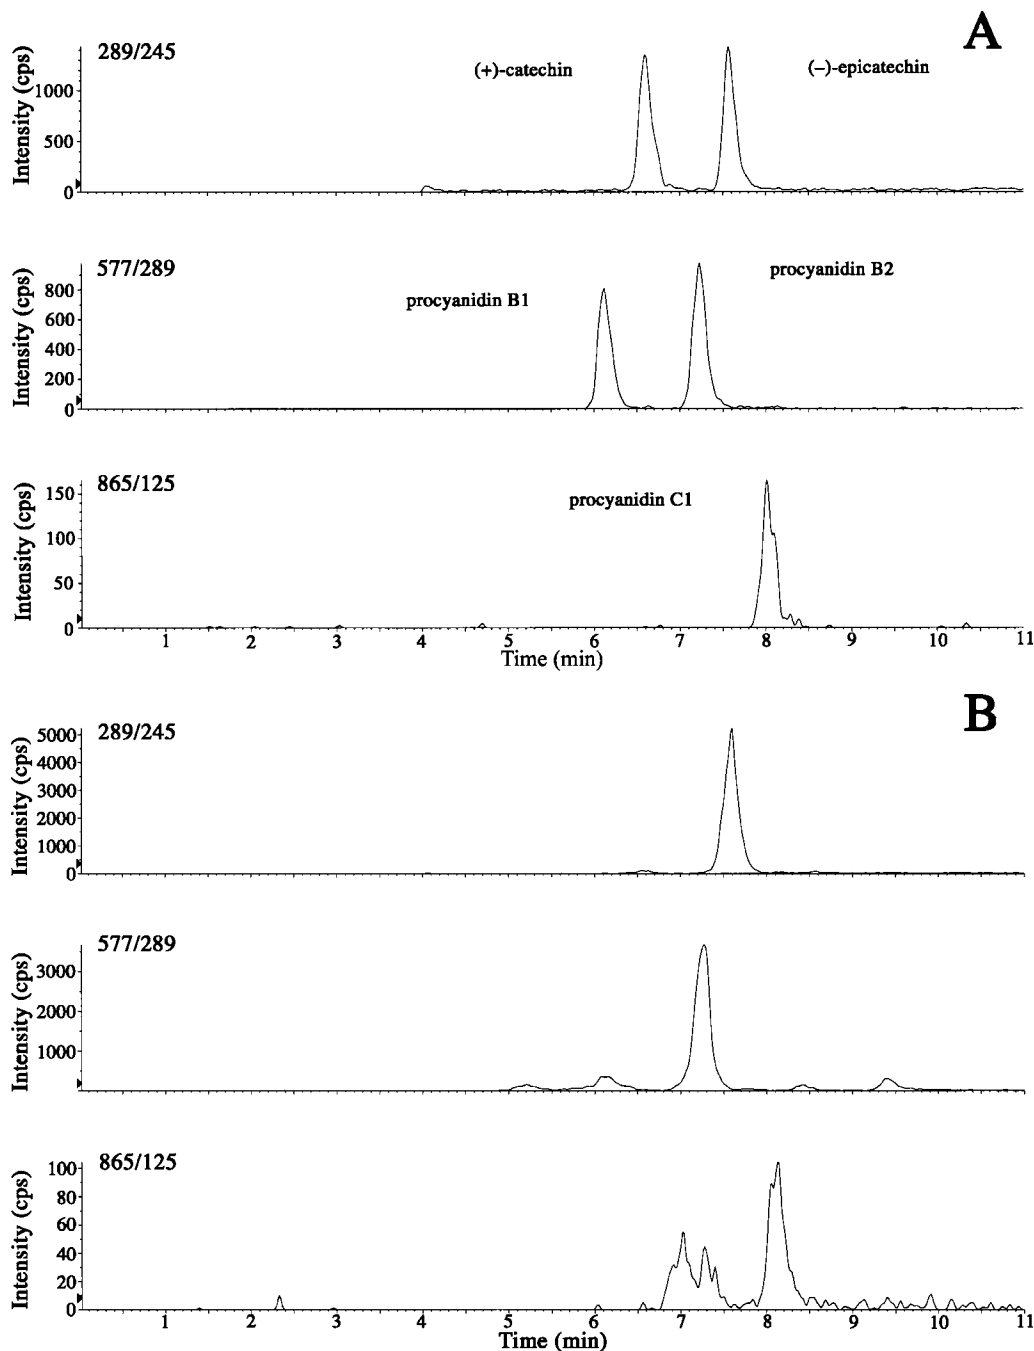 A
289/245
(+)-catechin
(−)-epicatechin
Intensity (cps)
1000
500
0
577/289
procyanidin B1
procyanidin B2
Intensity (cps)
800
600
400
200
0
865/125
procyanidin C1
Intensity (cps)
150
100
50
0
1 2 3 4 5 6 7 8 9 10 11
Time (min)
B
289/245
Intensity (cps)
5000
4000
3000
2000
1000
0
577/289
Intensity (cps)
3000
2000
1000
865/125
Intensity (cps)
100
80
60
40
20
0
1 2 3 4 5 6 7 8 9 10 11
Time (min)